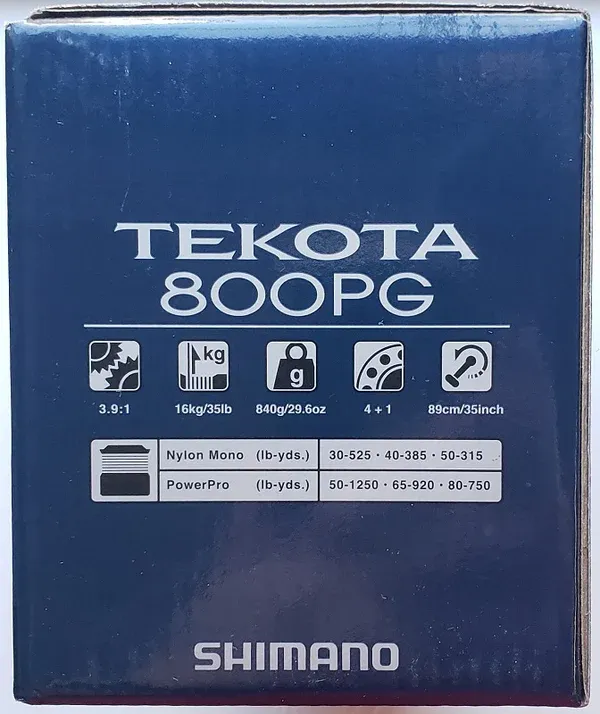 TEKOTA
800PG
kg
g
3.9:1 16kg/35lb 840g/29.6oz 4 + 1 89cm/35inch
Nylon Mono (lb-yds.) 30-525 · 40-385 · 50-315
PowerPro (lb-yds.) 50-1250 · 65-920 · 80-750
SHIMANO